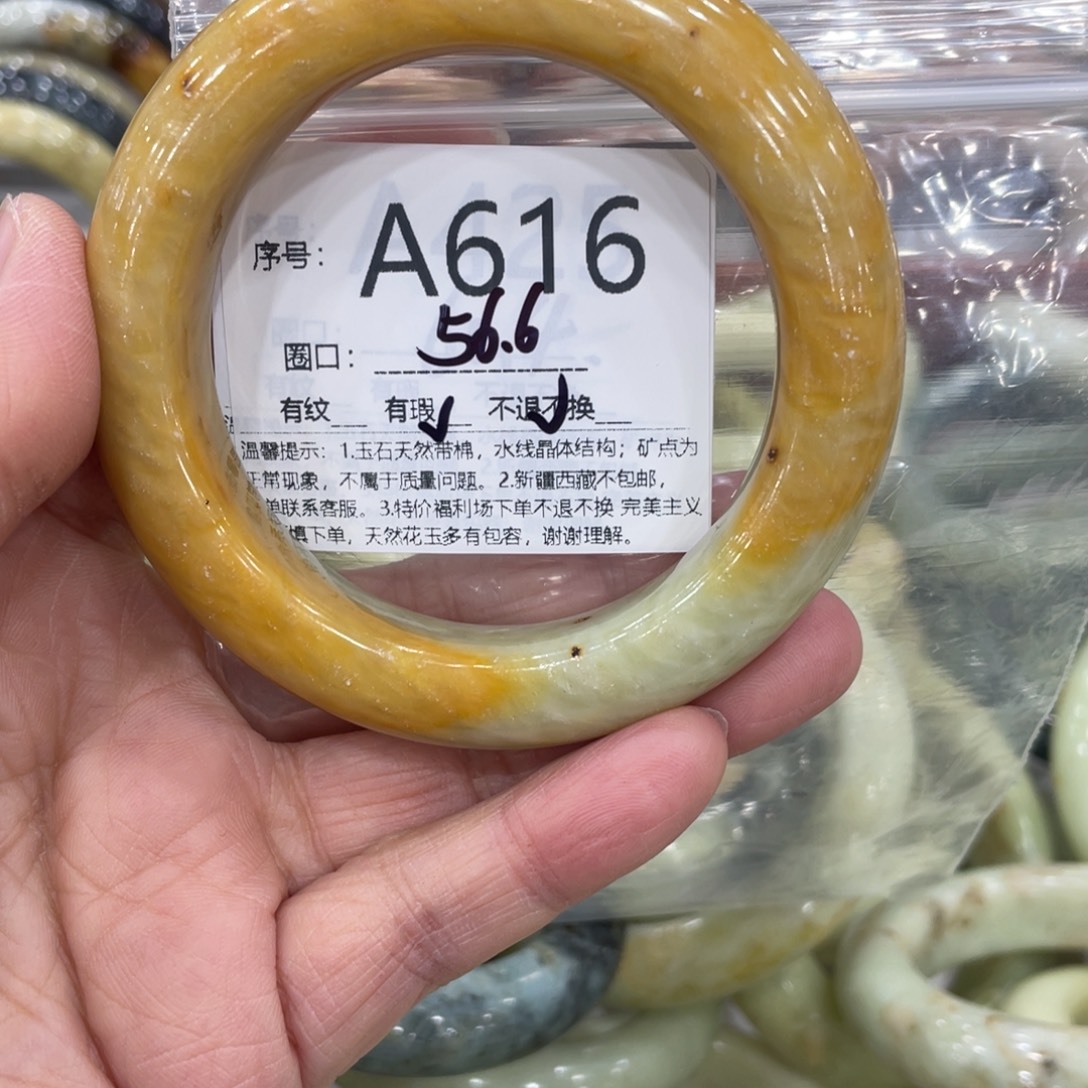 序号: A616
圈口: 56.6
有纹___ 有瑕✓ 不退不换✓
温馨提示: 1.玉石天然带棉, 水线晶体结构; 矿点为
正常现象, 不属于质量问题。2.新疆西藏不包邮,
单联系客服。3.特价福利场下单不退不换 完美主义
慎下单, 天然花玉多有包容, 谢谢理解。